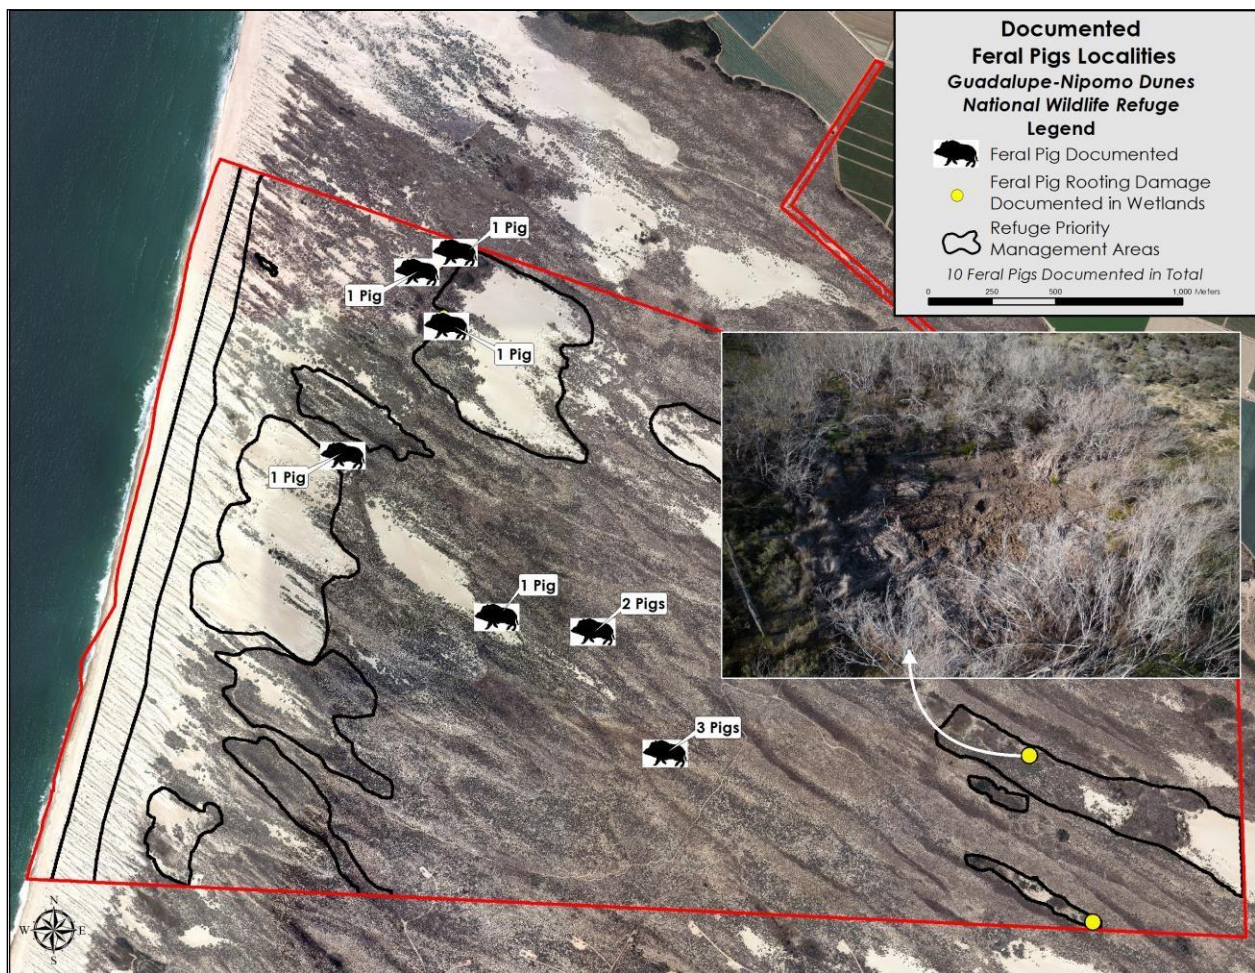 Documented
Feral Pigs Localities
Guadalupe-Nipomo Dunes
National Wildlife Refuge
Legend
Feral Pig Documented
Feral Pig Rooting Damage
Documented in Wetlands
Refuge Priority
Management Areas
10 Feral Pigs Documented in Total
0 250 500 1,000 Meters
1 Pig
1 Pig
1 Pig
1 Pig
1 Pig
2 Pigs
3 Pigs
N
W E
S